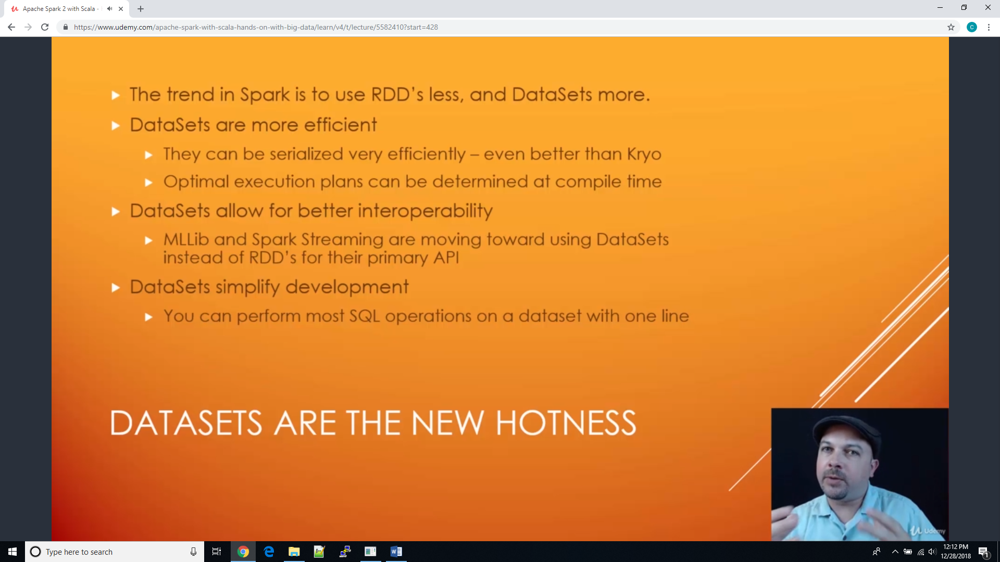 Apache Spark 2 with Scala -
https://www.udemy.com/apache-spark-with-scala-hands-on-with-big-data/learn/v4/t/lecture/5582410?start=428
C
The trend in Spark is to use RDD's less, and DataSets more.
DataSets are more efficient
They can be serialized very efficiently – even better than Kryo
Optimal execution plans can be determined at compile time
DataSets allow for better interoperability
MLLib and Spark Streaming are moving toward using DataSets
instead of RDD's for their primary API
DataSets simplify development
You can perform most SQL operations on a dataset with one line
DATASETS ARE THE NEW HOTNESS
Udemy
Type here to search
12:12 PM
12/28/2018
1